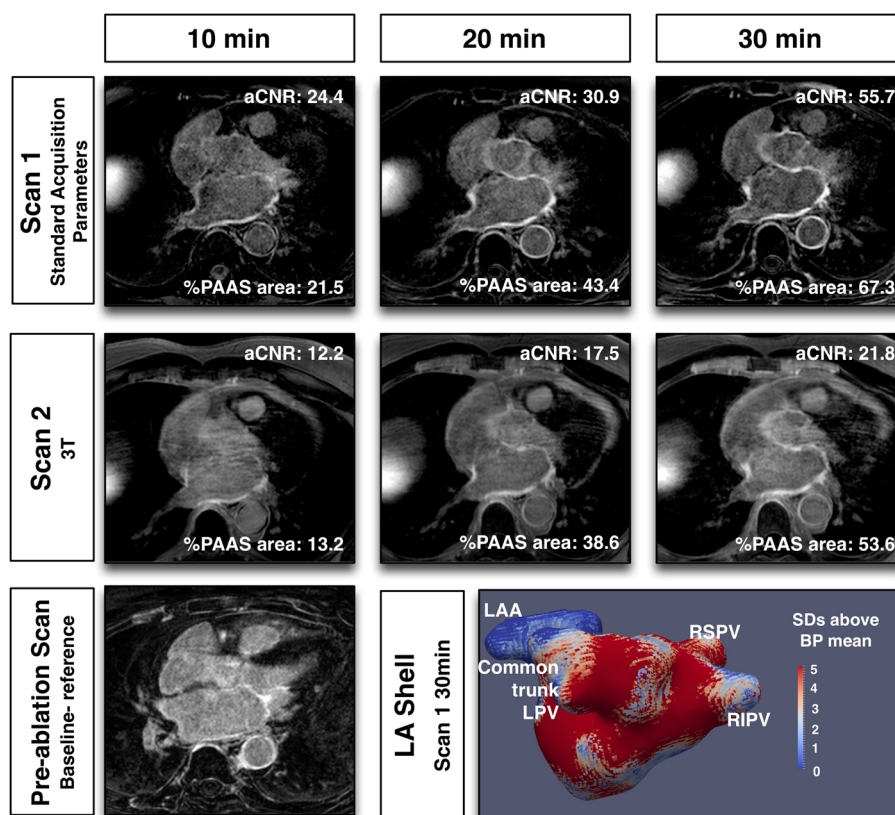 10 min
20 min
30 min
Scan 1
Standard Acquisition
Parameters
aCNR: 24.4
%PAAS area: 21.5
aCNR: 30.9
%PAAS area: 43.4
aCNR: 55.7
%PAAS area: 67.3
Scan 2
3T
aCNR: 12.2
%PAAS area: 13.2
aCNR: 17.5
%PAAS area: 38.6
aCNR: 21.8
%PAAS area: 53.6
Pre-ablation Scan
Baseline- reference
LA Shell
Scan 1 30min
LAA
Common
trunk
LPV
RSPV
RIPV
SDs above
BP mean
5
4
3
2
1
0